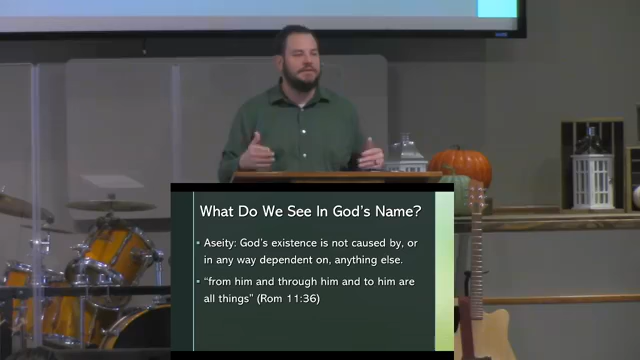 What Do We See In God's Name?
• Aseity: God's existence is not caused by, or
in any way dependent on, anything else.
• "from him and through him and to him are
all things" (Rom 11:36)